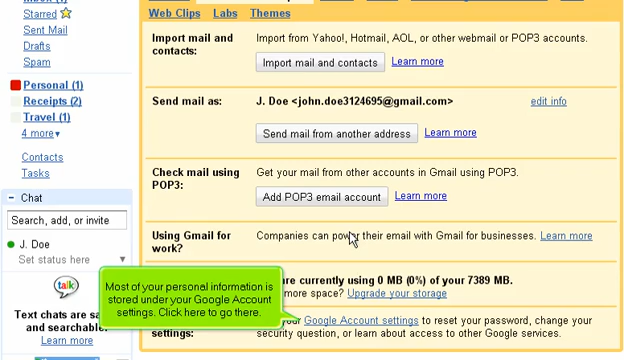 Starred
Sent Mail
Drafts
Spam
Personal (1)
Receipts (2)
Travel (1)
4 more▾
Contacts
Tasks
− Chat
Search, add, or invite
J. Doe
Set status here
talk
Text chats are
and searchable.
Learn more
Web Clips Labs Themes
Import mail and contacts:
Import from Yahoo!, Hotmail, AOL, or other webmail or POP3 accounts.
Import mail and contacts Learn more
Send mail as:
J. Doe <john.doe3124695@gmail.com> edit info
Send mail from another address Learn more
Check mail using POP3:
Get your mail from other accounts in Gmail using POP3.
Add POP3 email account Learn more
Using Gmail for work?
Companies can power their email with Gmail for businesses. Learn more
are currently using 0 MB (0%) of your 7389 MB.
more space? Upgrade your storage
settings:
your Google Account settings to reset your password, change your
security question, or learn about access to other Google services.
Most of your personal information is
stored under your Google Account
settings. Click here to go there.